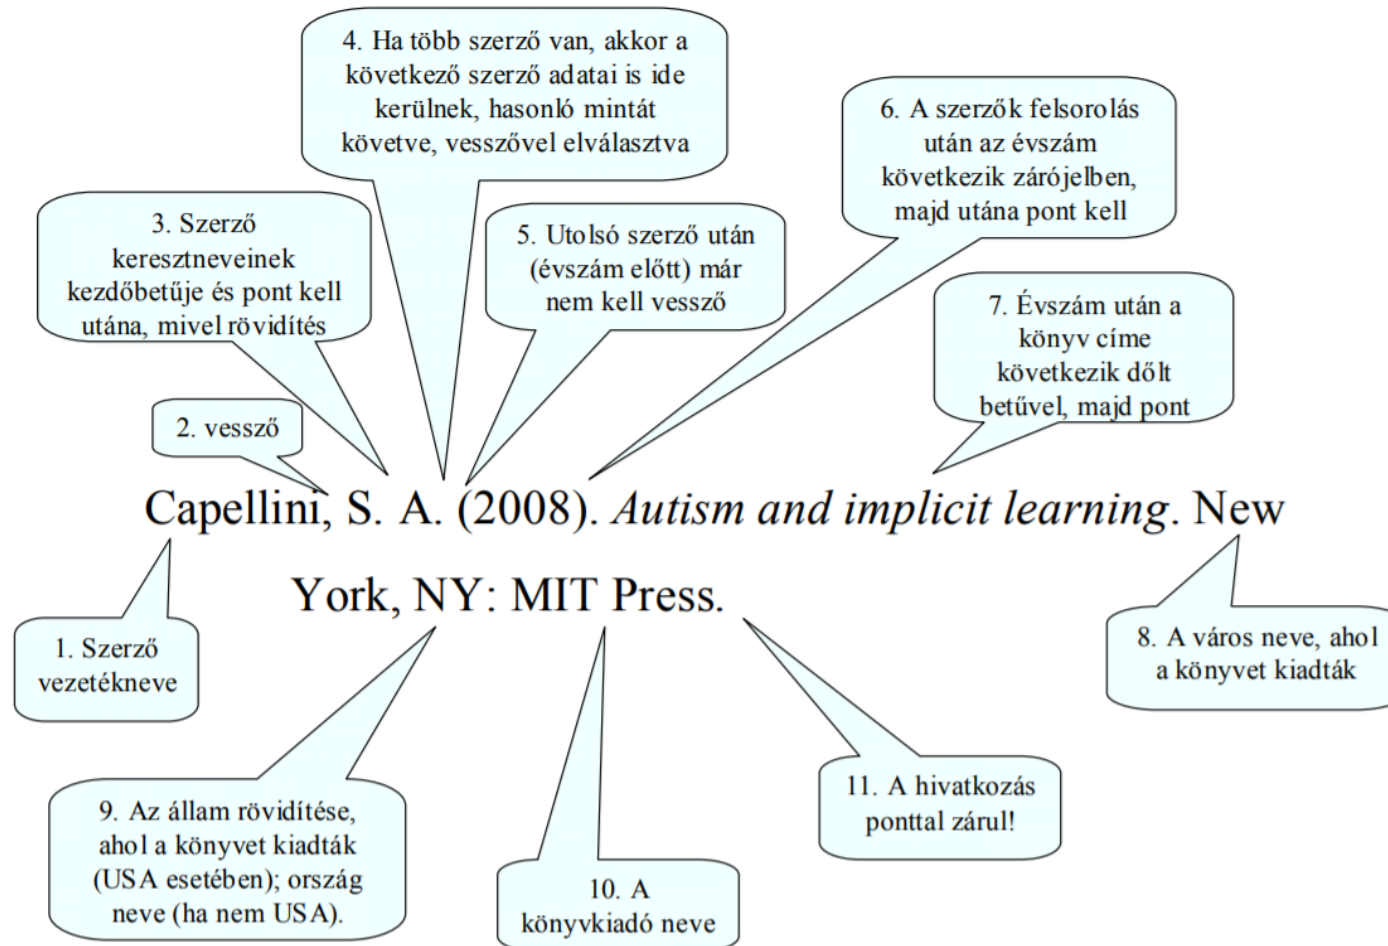 4. Ha több szerző van, akkor a
következő szerző adatai is ide
kerülnek, hasonló mintát
követve, vesszővel elválasztva
6. A szerzők felsorolás
után az évszám
következik zárójelben,
majd utána pont kell
3. Szerző
keresztneveinek
kezdőbetűje és pont kell
utána, mivel rövidítés
5. Utolsó szerző után
(évszám előtt) már
nem kell vessző
7. Évszám után a
könyv címe
következik dőlt
betűvel, majd pont
2. vessző
Capellini, S. A. (2008). Autism and implicit learning. New
York, NY: MIT Press.
1. Szerző
vezetékneve
8. A város neve, ahol
a könyvet kiadták
9. Az állam rövidítése,
ahol a könyvet kiadták
(USA esetében); ország
neve (ha nem USA).
10. A
könyvkiadó neve
11. A hivatkozás
ponttal zárul!